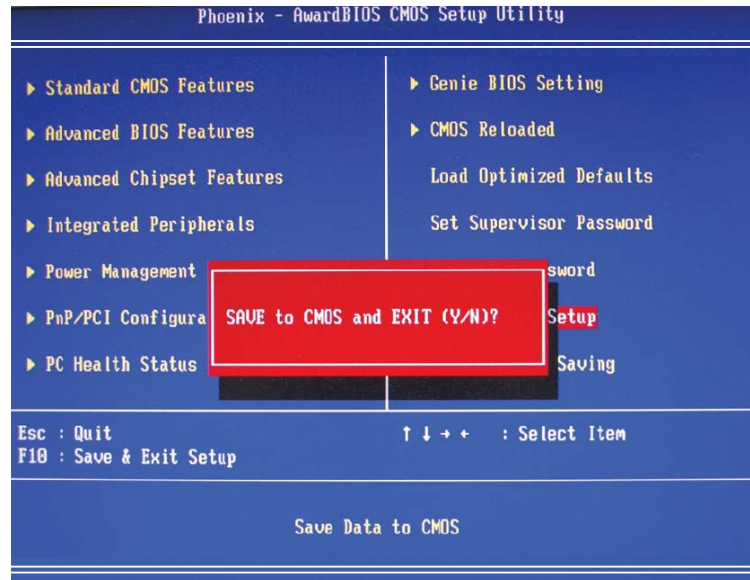 Phoenix - AwardBIOS CMOS Setup Utility
Standard CMOS Features
Advanced BIOS Features
Advanced Chipset Features
Integrated Peripherals
Power Management
PnP/PCI Configura
PC Health Status
Genie BIOS Setting
CMOS Reloaded
Load Optimized Defaults
Set Supervisor Password
sword
Setup
Saving
SAVE to CMOS and EXIT (Y/N)?
Esc : Quit
F10 : Save & Exit Setup
↑ ↓ → ← : Select Item
Save Data to CMOS